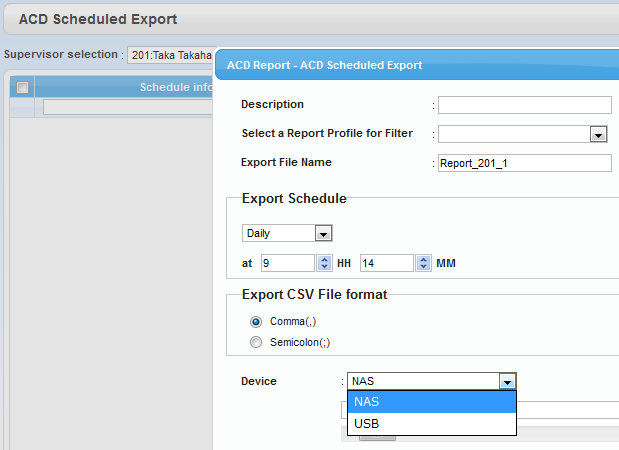 ACD Scheduled Export
Supervisor selection : 201:Taka Takaha
Schedule info
ACD Report - ACD Scheduled Export
Description :
Select a Report Profile for Filter :
Export File Name : Report_201_1
Export Schedule
Daily
at 9 HH 14 MM
Export CSV File format
Comma(,)
Semicolon(;)
Device : NAS
NAS
USB